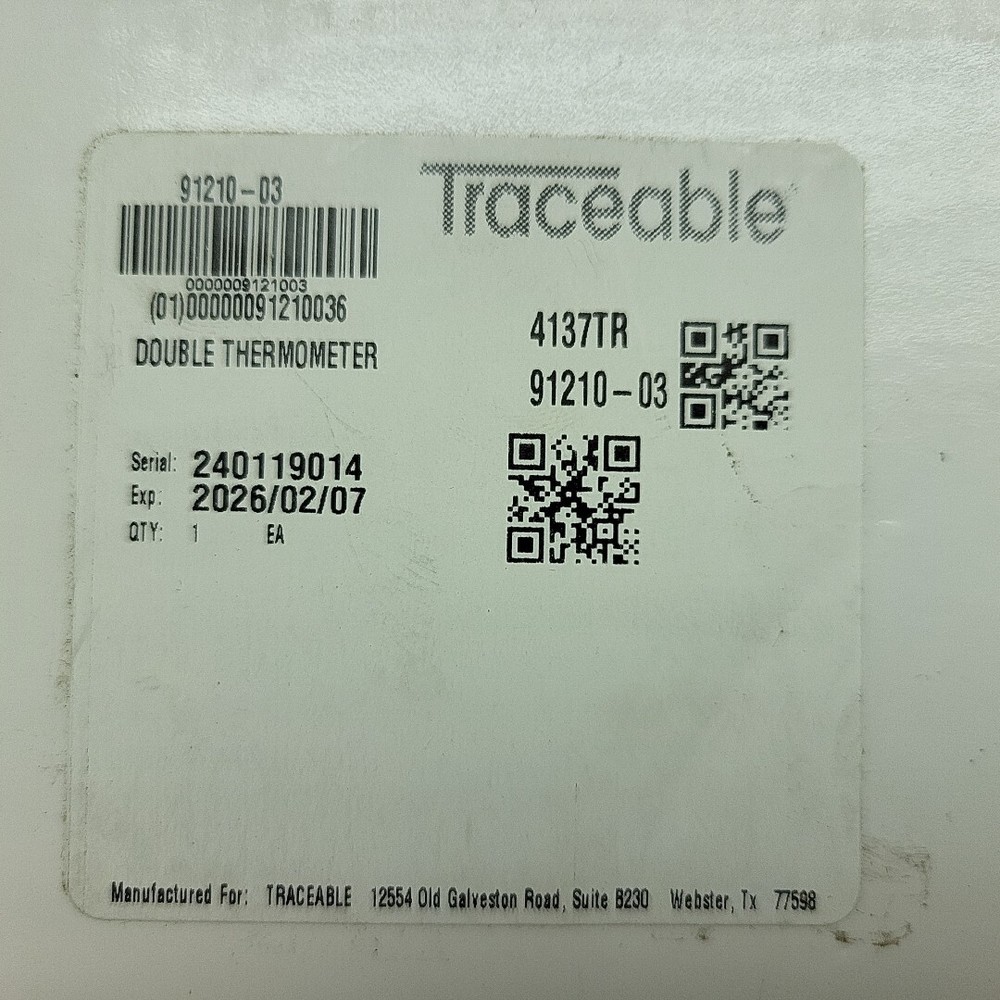 91210-03
0000009121003
(01)00000091210036
DOUBLE THERMOMETER
Serial: 240119014
Exp: 2026/02/07
QTY: 1 EA
Traceable
4137TR
91210-03
Manufactured For: TRACEABLE 12554 Old Galveston Road, Suite B230 Webster, Tx 77598